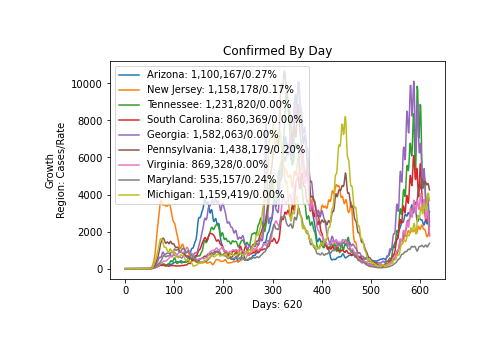 Confirmed By Day
Growth
Region: Cases/Rate
10000
8000
6000
4000
2000
0
Arizona: 1,100,167/0.27%
New Jersey: 1,158,178/0.17%
Tennessee: 1,231,820/0.00%
South Carolina: 860,369/0.00%
Georgia: 1,582,063/0.00%
Pennsylvania: 1,438,179/0.20%
Virginia: 869,328/0.00%
Maryland: 535,157/0.24%
Michigan: 1,159,419/0.00%
0 100 200 300 400 500 600
Days: 620